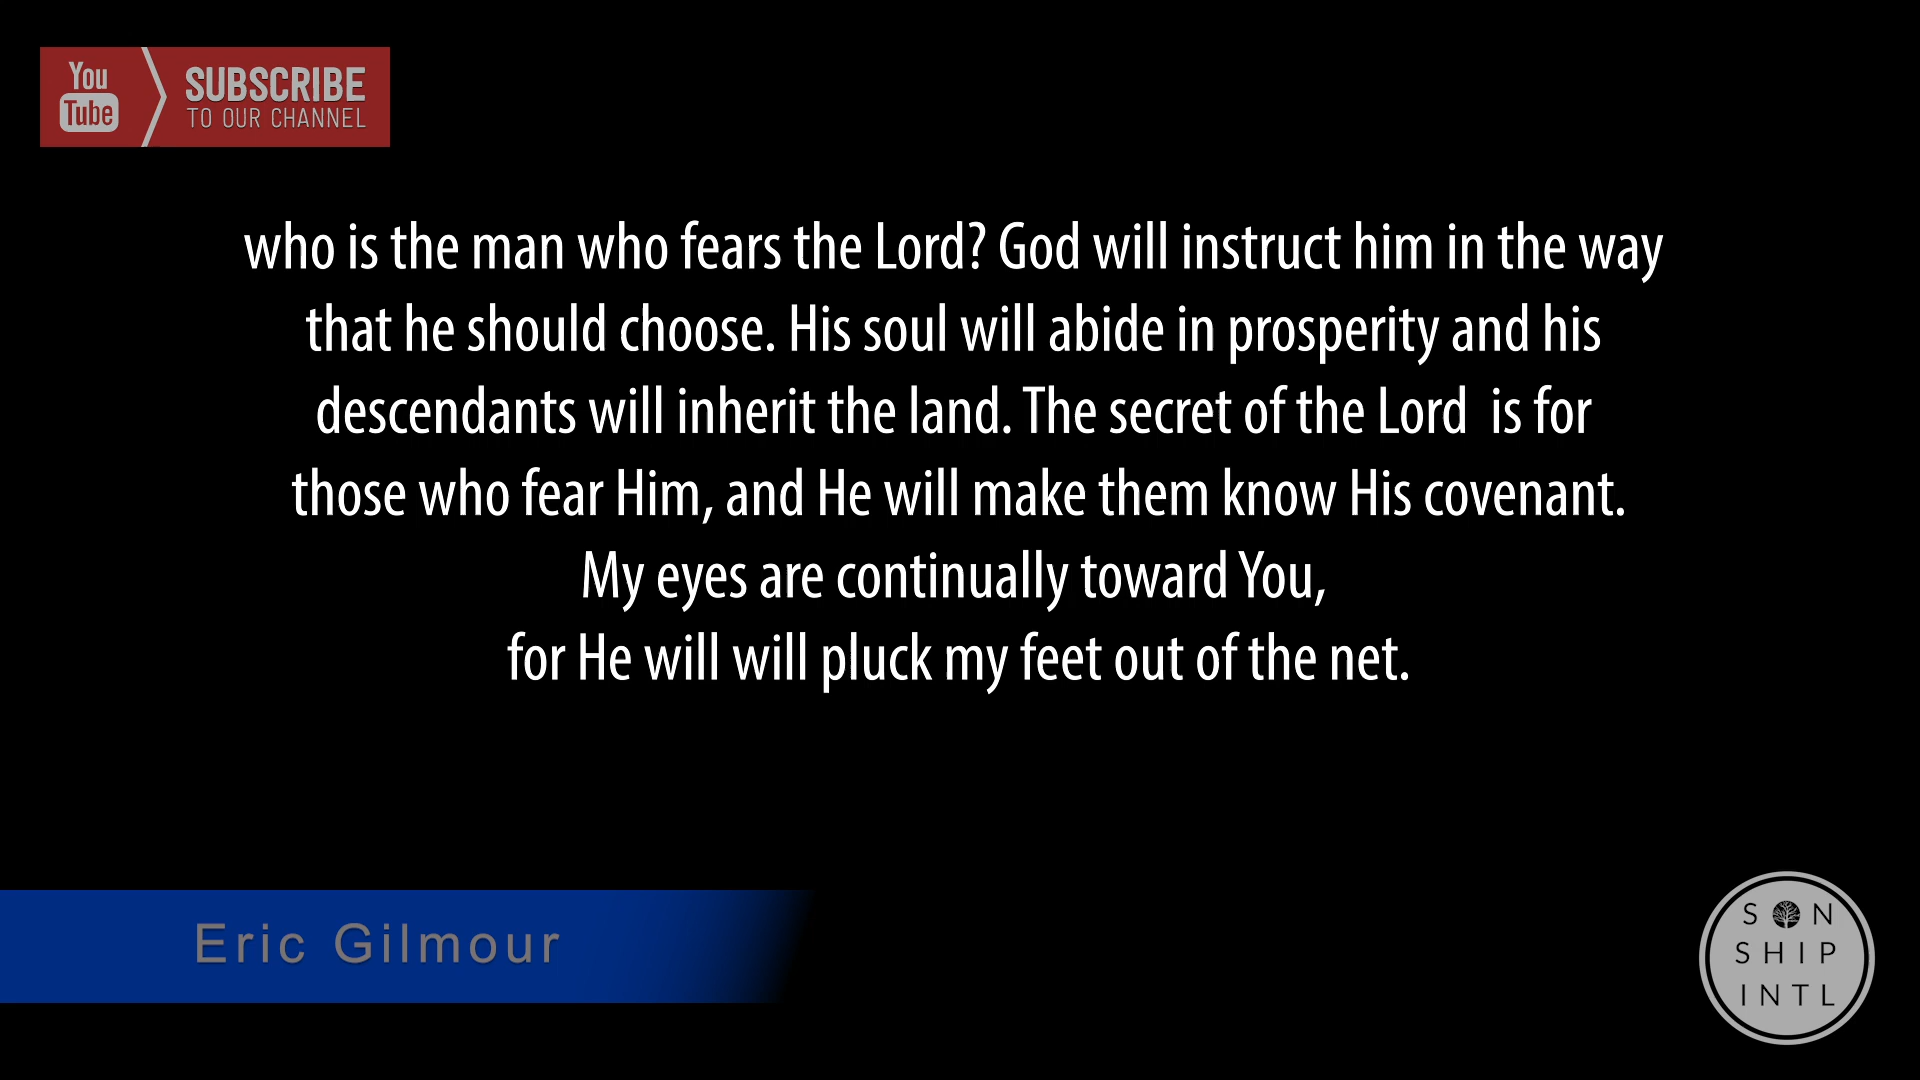 You
Tube
SUBSCRIBE
TO OUR CHANNEL
who is the man who fears the Lord? God will instruct him in the way
that he should choose. His soul will abide in prosperity and his
descendants will inherit the land. The secret of the Lord  is for
those who fear Him, and He will make them know His covenant.
My eyes are continually toward You,
for He will will pluck my feet out of the net.
Eric Gilmour
S N
SHIP
INTL